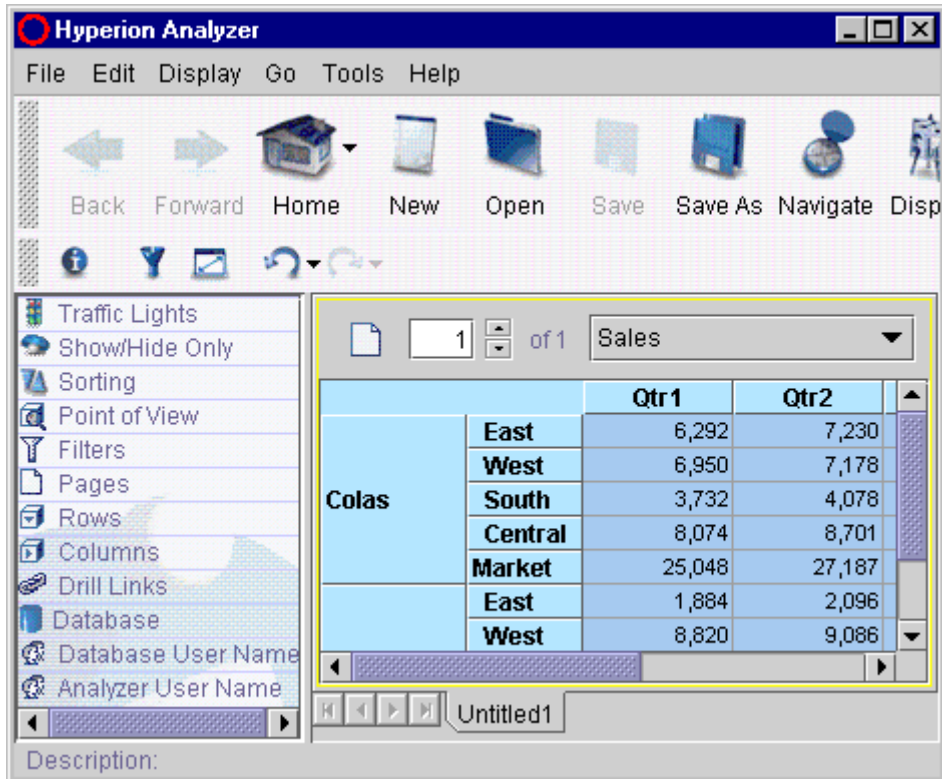 Hyperion Analyzer
File Edit Display Go Tools Help
Back Forward Home New Open Save Save As Navigate Disp
Traffic Lights
Show/Hide Only
Sorting
Point of View
Filters
Pages
Rows
Columns
Drill Links
Database
Database User Name
Analyzer User Name
1 of 1 Sales
Qtr1 Qtr2
Colas
East 6,292 7,230
West 6,950 7,178
South 3,732 4,078
Central 8,074 8,701
Market 25,048 27,187
East 1,884 2,096
West 8,820 9,086
Untitled1
Description: